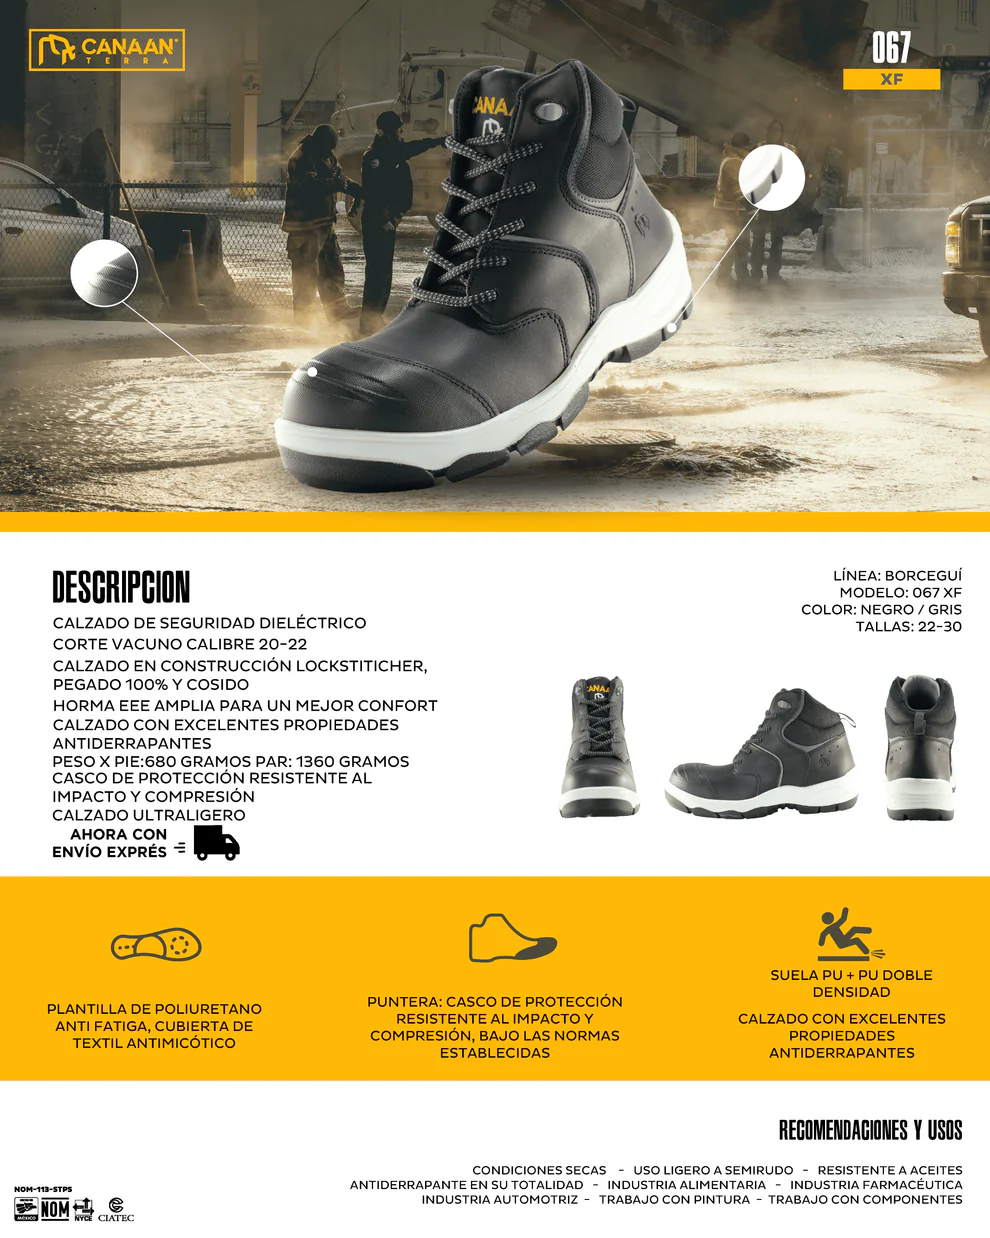 CANAAN®
TERRA
067
XF
CANAA
DESCRIPCION
CALZADO DE SEGURIDAD DIELÉCTRICO
CORTE VACUNO CALIBRE 20-22
CALZADO EN CONSTRUCCIÓN LOCKSTITICHER,
PEGADO 100% Y COSIDO
HORMA EEE AMPLIA PARA UN MEJOR CONFORT
CALZADO CON EXCELENTES PROPIEDADES
ANTIDERRAPANTES
PESO X PIE:680 GRAMOS PAR: 1360 GRAMOS
CASCO DE PROTECCIÓN RESISTENTE AL
IMPACTO Y COMPRESIÓN
CALZADO ULTRALIGERO
AHORA CON
ENVÍO EXPRÉS
LÍNEA: BORCEGUÍ
MODELO: 067 XF
COLOR: NEGRO / GRIS
TALLAS: 22-30
CANAA
PLANTILLA DE POLIURETANO
ANTI FATIGA, CUBIERTA DE
TEXTIL ANTIMICÓTICO
PUNTERA: CASCO DE PROTECCIÓN
RESISTENTE AL IMPACTO Y
COMPRESIÓN, BAJO LAS NORMAS
ESTABLECIDAS
SUELA PU + PU DOBLE
DENSIDAD
CALZADO CON EXCELENTES
PROPIEDADES
ANTIDERRAPANTES
RECOMENDACIONES Y USOS
CONDICIONES SECAS - USO LIGERO A SEMIRUDO - RESISTENTE A ACEITES
ANTIDERRAPANTE EN SU TOTALIDAD - INDUSTRIA ALIMENTARIA - INDUSTRIA FARMACÉUTICA
INDUSTRIA AUTOMOTRIZ - TRABAJO CON PINTURA - TRABAJO CON COMPONENTES
NOM-113-STPS
MÉXICO
NOM
NYCE
CIATEC